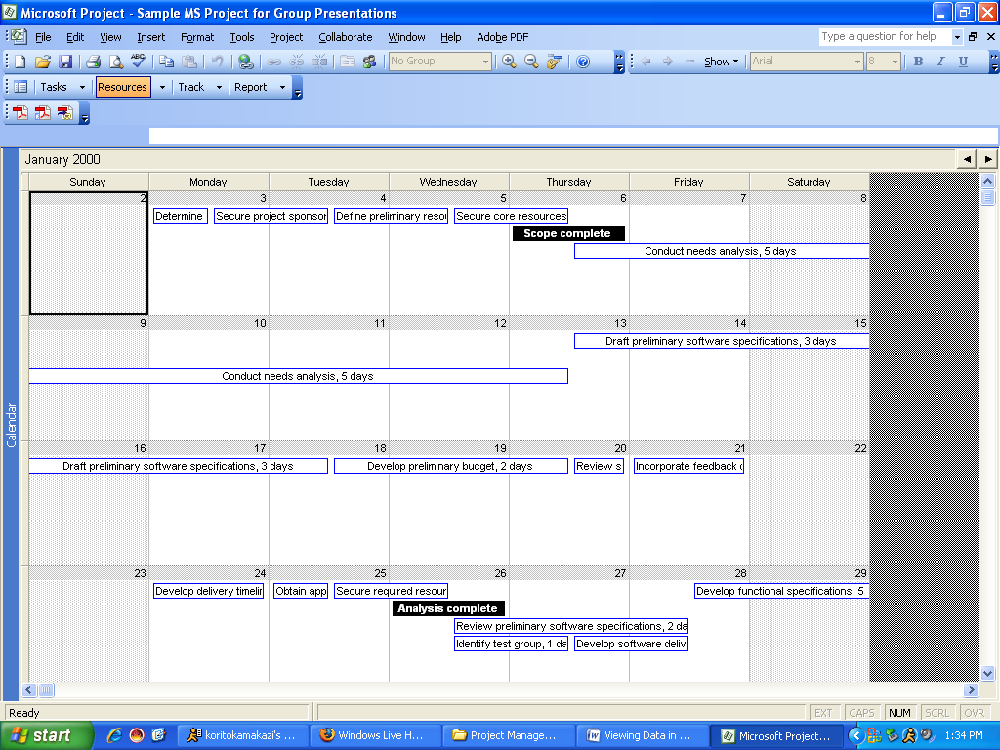 Microsoft Project - Sample MS Project for Group Presentations
File Edit View Insert Format Tools Project Collaborate Window Help Adobe PDF
Type a question for help
No Group
Show
Arial
8
B I U
Tasks Resources Track Report
January 2000
Sunday Monday Tuesday Wednesday Thursday Friday Saturday
2 3 4 5 6 7 8
Determine Secure project sponsor Define preliminary resou Secure core resources
Scope complete
Conduct needs analysis, 5 days
9 10 11 12 13 14 15
Draft preliminary software specifications, 3 days
Conduct needs analysis, 5 days
16 17 18 19 20 21 22
Draft preliminary software specifications, 3 days Develop preliminary budget, 2 days Review s Incorporate feedback
23 24 25 26 27 28 29
Develop delivery timelin Obtain app Secure required resour Develop functional specifications, 5
Analysis complete
Review preliminary software specifications, 2 da
Identify test group, 1 da Develop software deliv
Calendar
Ready
EXT CAPS NUM SCRL OVR
start koritokamakazi's ... Windows Live H... Project Manage... Viewing Data in ... Microsoft Project... 1:34 PM